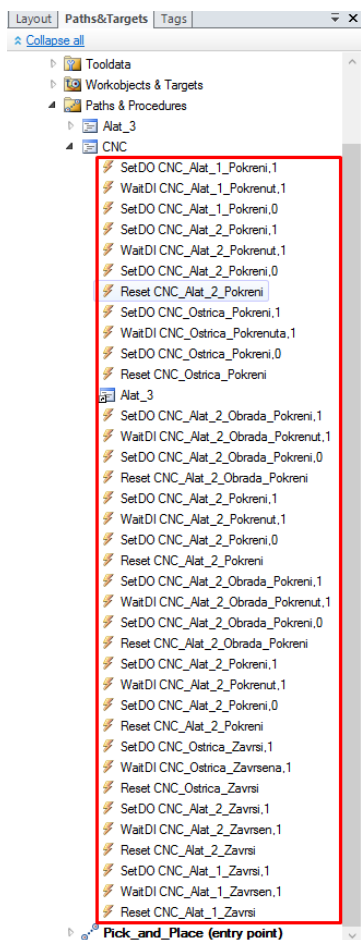 Layout Paths&Targets Tags
Collapse all
Tooldata
Workobjects & Targets
Paths & Procedures
Alat_3
CNC
SetDO CNC_Alat_1_Pokreni,1
WaitDI CNC_Alat_1_Pokrenut,1
SetDO CNC_Alat_1_Pokreni,0
SetDO CNC_Alat_2_Pokreni,1
WaitDI CNC_Alat_2_Pokrenut,1
SetDO CNC_Alat_2_Pokreni,0
Reset CNC_Alat_2_Pokreni
SetDO CNC_Ostrica_Pokreni,1
WaitDI CNC_Ostrica_Pokrenuta,1
SetDO CNC_Ostrica_Pokreni,0
Reset CNC_Ostrica_Pokreni
Alat_3
SetDO CNC_Alat_2_Obrada_Pokreni,1
WaitDI CNC_Alat_2_Obrada_Pokrenut,1
SetDO CNC_Alat_2_Obrada_Pokreni,0
Reset CNC_Alat_2_Obrada_Pokreni
SetDO CNC_Alat_2_Pokreni,1
WaitDI CNC_Alat_2_Pokrenut,1
SetDO CNC_Alat_2_Pokreni,0
Reset CNC_Alat_2_Pokreni
SetDO CNC_Alat_2_Obrada_Pokreni,1
WaitDI CNC_Alat_2_Obrada_Pokrenut,1
SetDO CNC_Alat_2_Obrada_Pokreni,0
Reset CNC_Alat_2_Obrada_Pokreni
SetDO CNC_Alat_2_Pokreni,1
WaitDI CNC_Alat_2_Pokrenut,1
SetDO CNC_Alat_2_Pokreni,0
Reset CNC_Alat_2_Pokreni
SetDO CNC_Ostrica_Zavrsi,1
WaitDI CNC_Ostrica_Zavrsena,1
Reset CNC_Ostrica_Zavrsi
SetDO CNC_Alat_2_Zavrsi,1
WaitDI CNC_Alat_2_Zavrsen,1
Reset CNC_Alat_2_Zavrsi
SetDO CNC_Alat_1_Zavrsi,1
WaitDI CNC_Alat_1_Zavrsen,1
Reset CNC_Alat_1_Zavrsi
Pick_and_Place (entry point)